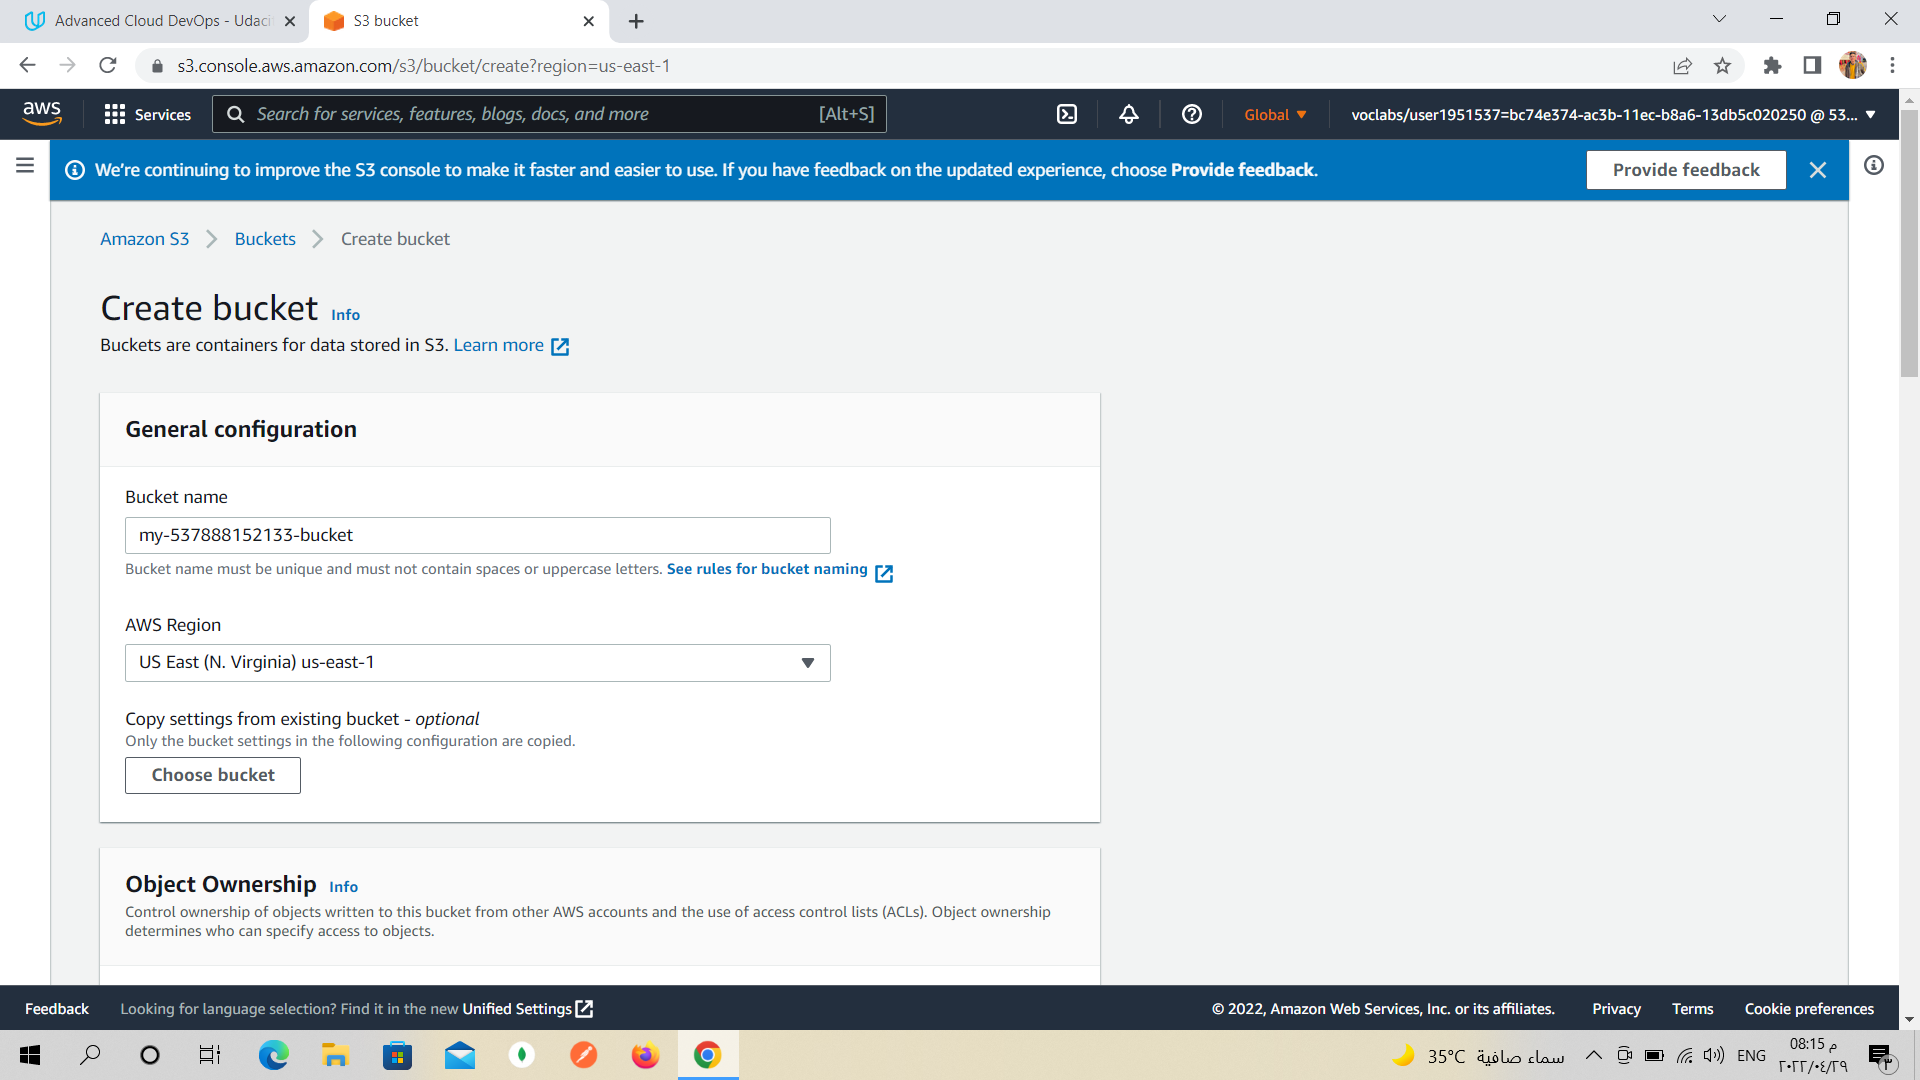 Advanced Cloud DevOps - Udaci
S3 bucket
s3.console.aws.amazon.com/s3/bucket/create?region=us-east-1
aws
Services
Search for services, features, blogs, docs, and more
[Alt+S]
Global
voclabs/user1951537=bc74e374-ac3b-11ec-b8a6-13db5c020250 @ 53...
We're continuing to improve the S3 console to make it faster and easier to use. If you have feedback on the updated experience, choose Provide feedback.
Provide feedback
Amazon S3
Buckets
Create bucket
Create bucket Info
Buckets are containers for data stored in S3. Learn more
General configuration
Bucket name
my-537888152133-bucket
Bucket name must be unique and must not contain spaces or uppercase letters. See rules for bucket naming
AWS Region
US East (N. Virginia) us-east-1
Copy settings from existing bucket - optional
Only the bucket settings in the following configuration are copied.
Choose bucket
Object Ownership Info
Control ownership of objects written to this bucket from other AWS accounts and the use of access control lists (ACLs). Object ownership
determines who can specify access to objects.
Feedback
Looking for language selection? Find it in the new Unified Settings
© 2022, Amazon Web Services, Inc. or its affiliates.
Privacy
Terms
Cookie preferences
35°C سماء صافية
ENG
08:15 م
٢٠٢٢/٠٤/٢٩
٣